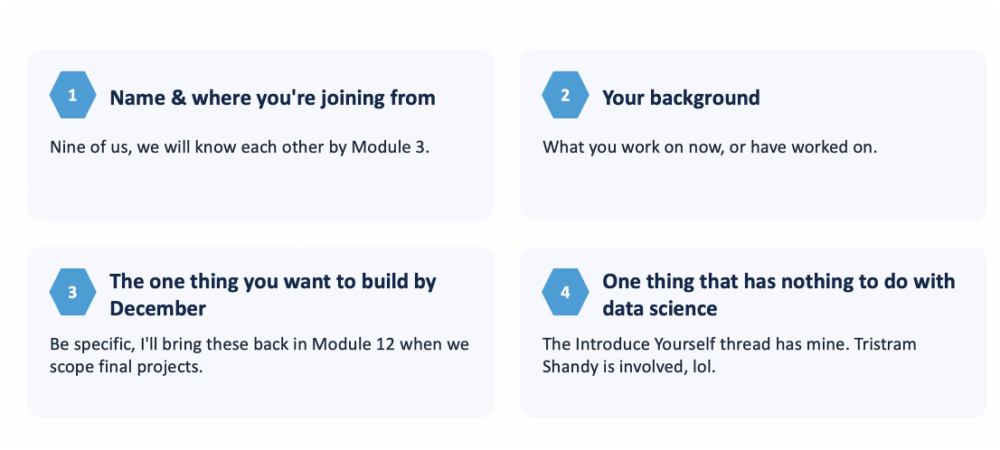 1
Name & where you're joining from
Nine of us, we will know each other by Module 3.
2
Your background
What you work on now, or have worked on.
3
The one thing you want to build by
December
Be specific, I'll bring these back in Module 12 when we
scope final projects.
4
One thing that has nothing to do with
data science
The Introduce Yourself thread has mine. Tristram
Shandy is involved, lol.